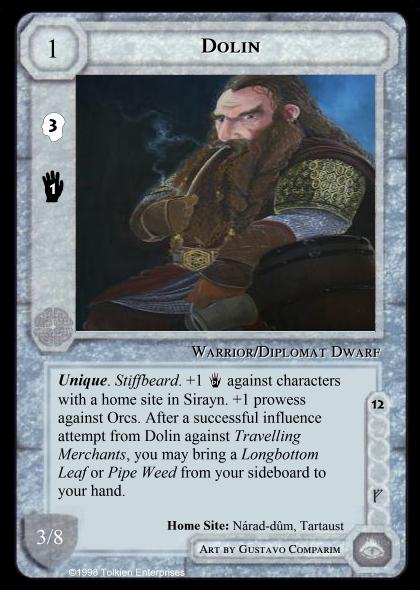 1
DOLIN
3
1
WARRIOR/DIPLOMAT DWARF
Unique. Stiffbeard. +1 against characters
with a home site in Sirayn. +1 prowess
against Orcs. After a successful influence
attempt from Dolin against Travelling
Merchants, you may bring a Longbottom
Leaf or Pipe Weed from your sideboard to
your hand.
12
ᚠ
Home Site: Nárad-dûm, Tartaust
3/8
ART BY GUSTAVO COMPARIM
©1998 Tolkien Enterprises